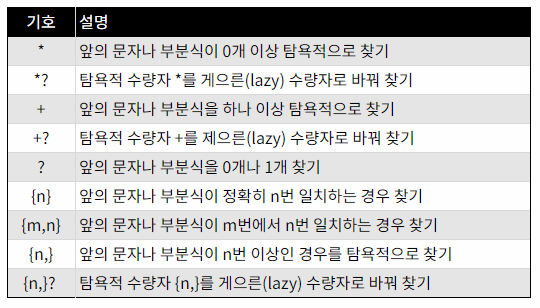 기호 설명
* 앞의 문자나 부분식이 0개 이상 탐욕적으로 찾기
*? 탐욕적 수량자 *를 게으른(lazy) 수량자로 바꿔 찾기
+ 앞의 문자나 부분식을 하나 이상 탐욕적으로 찾기
+? 탐욕적 수량자 +를 제으른(lazy) 수량자로 바꿔 찾기
? 앞의 문자나 부분식을 0개나 1개 찾기
{n} 앞의 문자나 부분식이 정확히 n번 일치하는 경우 찾기
{m,n} 앞의 문자나 부분식이 m번에서 n번 일치하는 경우 찾기
{n,} 앞의 문자나 부분식이 n번 이상인 경우를 탐욕적으로 찾기
{n,}? 탐욕적 수량자 {n,}를 게으른(lazy) 수량자로 바꿔 찾기